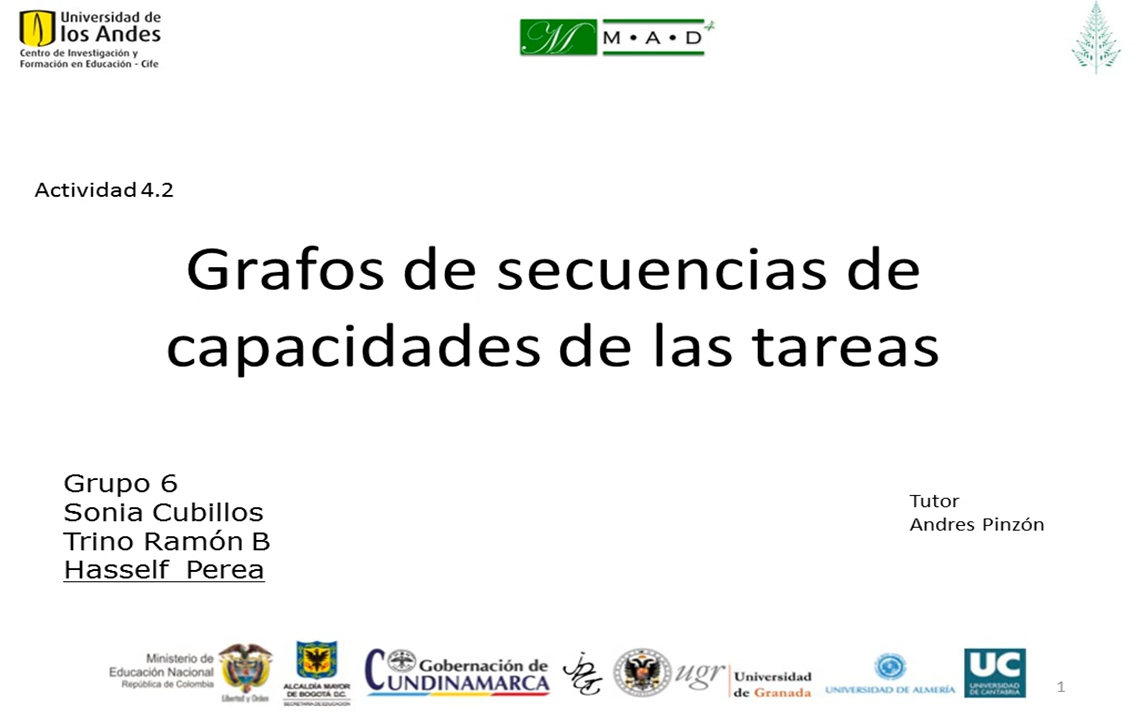 Universidad de
los Andes
Centro de Investigación y
Formación en Educación - Cife
M M•A•D+
Actividad 4.2
Grafos de secuencias de
capacidades de las tareas
Grupo 6
Sonia Cubillos
Trino Ramón B
Hasself Perea
Tutor
Andres Pinzón
Ministerio de
Educación Nacional
República de Colombia
Libertad y Orden
ALCALDÍA MAYOR
DE BOGOTÁ D.C.
SECRETARÍA DE EDUCACIÓN
Gobernación de
CUNDINAMARCA
ugr
Universidad
de Granada
UNIVERSIDAD DE ALMERÍA
UC
UNIVERSIDAD
DE CANTABRIA
1